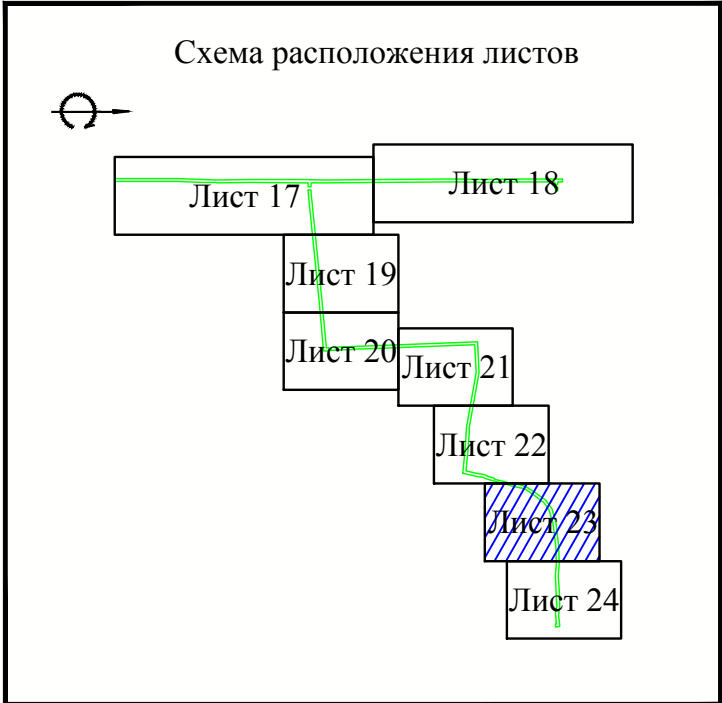 Схема расположения листов
Лист 17
Лист 18
Лист 19
Лист 20
Лист 21
Лист 22
Лист 23
Лист 24